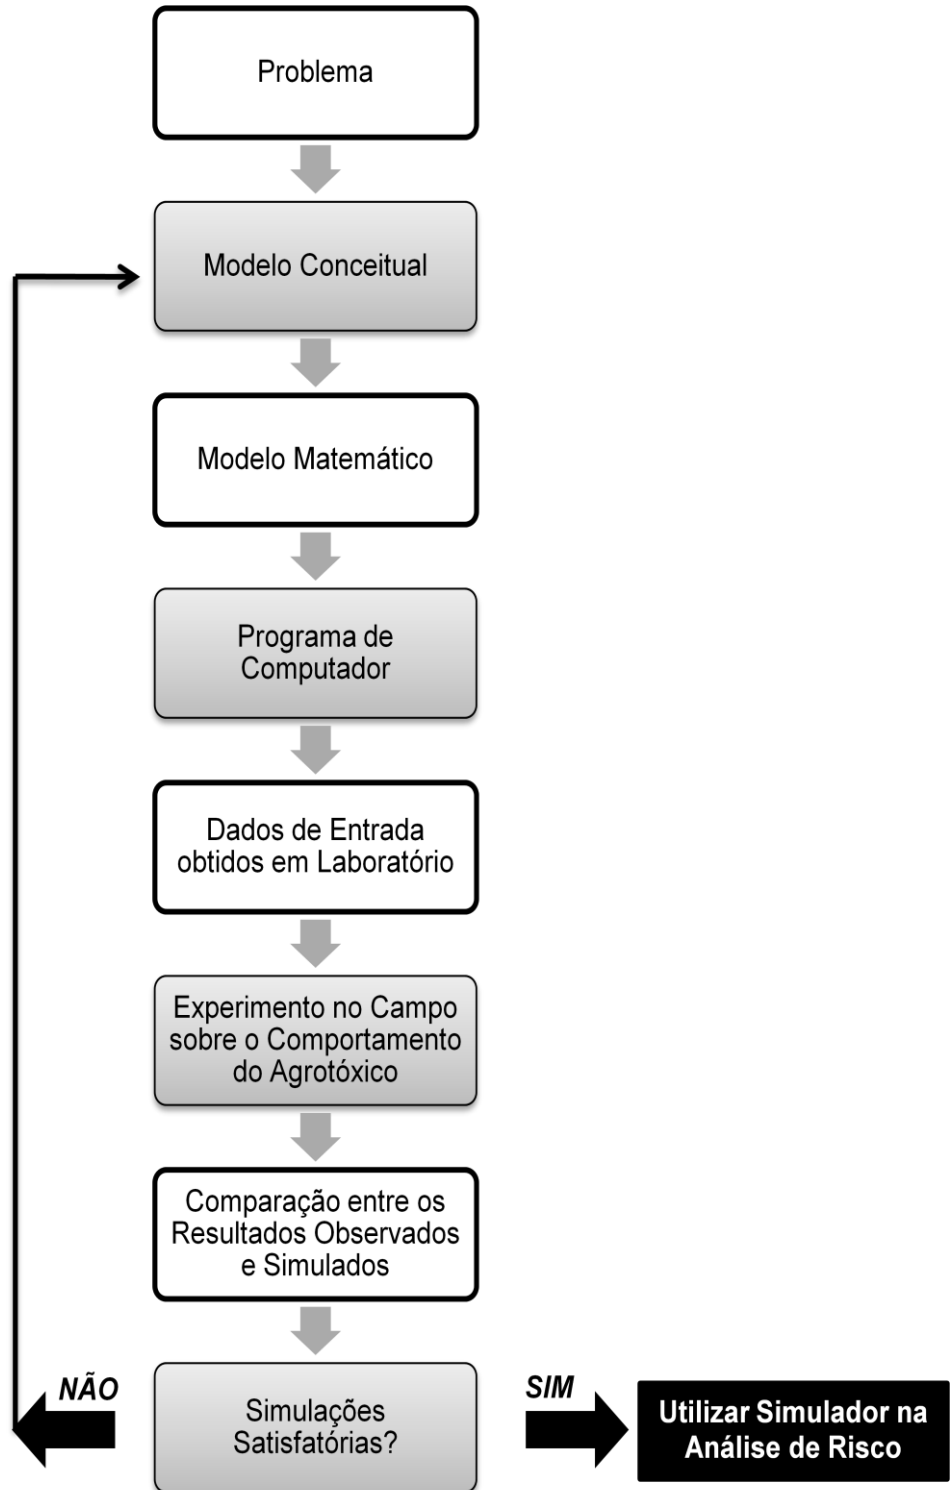 Problema
Modelo Conceitual
Modelo Matemático
Programa de
Computador
Dados de Entrada
obtidos em Laboratório
Experimento no Campo
sobre o Comportamento
do Agrotóxico
Comparação entre os
Resultados Observados
e Simulados
NÃO
Simulações
Satisfatórias?
SIM
Utilizar Simulador na
Análise de Risco